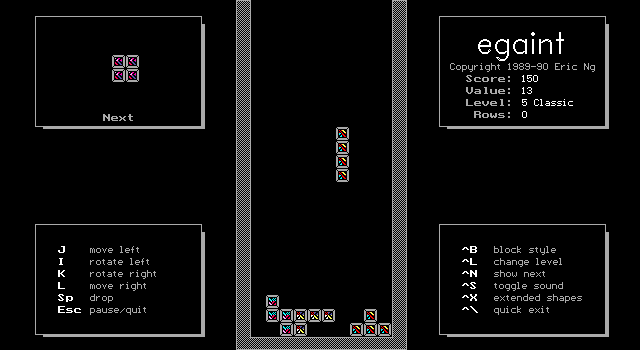 Next
egaint
Copyright 1989-90 Eric Ng
Score: 150
Value: 13
Level: 5 Classic
Rows: 0
J move left
I rotate left
K rotate right
L move right
Sp drop
Esc pause/quit
^B block style
^L change level
^N show next
^S toggle sound
^X extended shapes
^\ quick exit